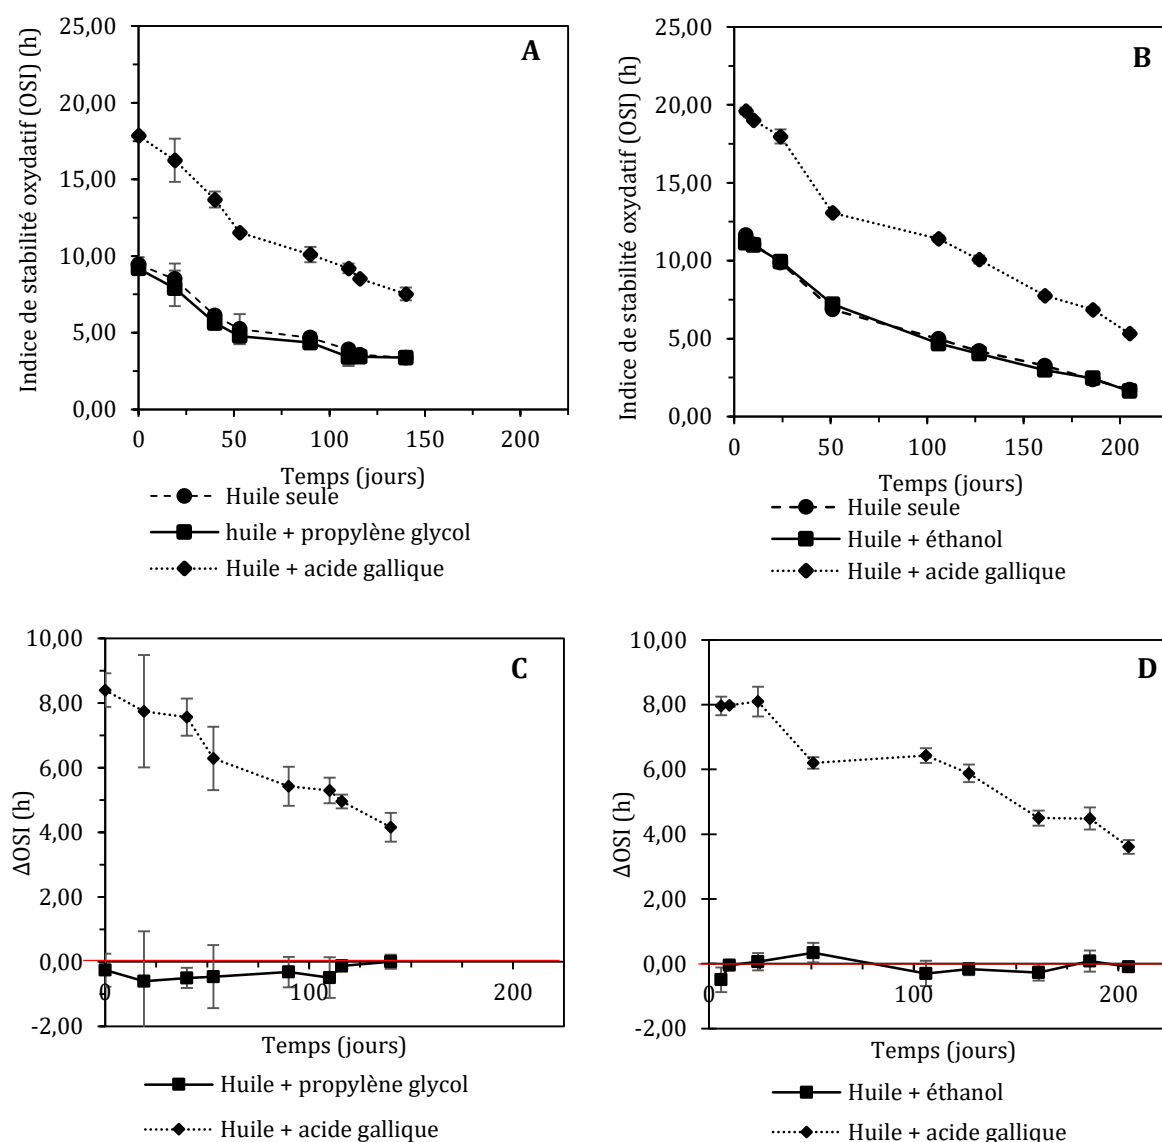 A
Indice de stabilité oxydatif (OSI) (h)
25,00
20,00
15,00
10,00
5,00
0,00
0 50 100 150 200
Temps (jours)
Huile seule
huile + propylène glycol
Huile + acide gallique
B
Indice de stabilité oxydatif (OSI) (h)
25,00
20,00
15,00
10,00
5,00
0,00
0 50 100 150 200
Temps (jours)
Huile seule
Huile + éthanol
Huile + acide gallique
C
ΔOSI (h)
10,00
8,00
6,00
4,00
2,00
0,00
-2,00
0 100 200
Temps (jours)
Huile + propylène glycol
Huile + acide gallique
D
ΔOSI (h)
10,00
8,00
6,00
4,00
2,00
0,00
-2,00
0 100 200
Temps (jours)
Huile + éthanol
Huile + acide gallique